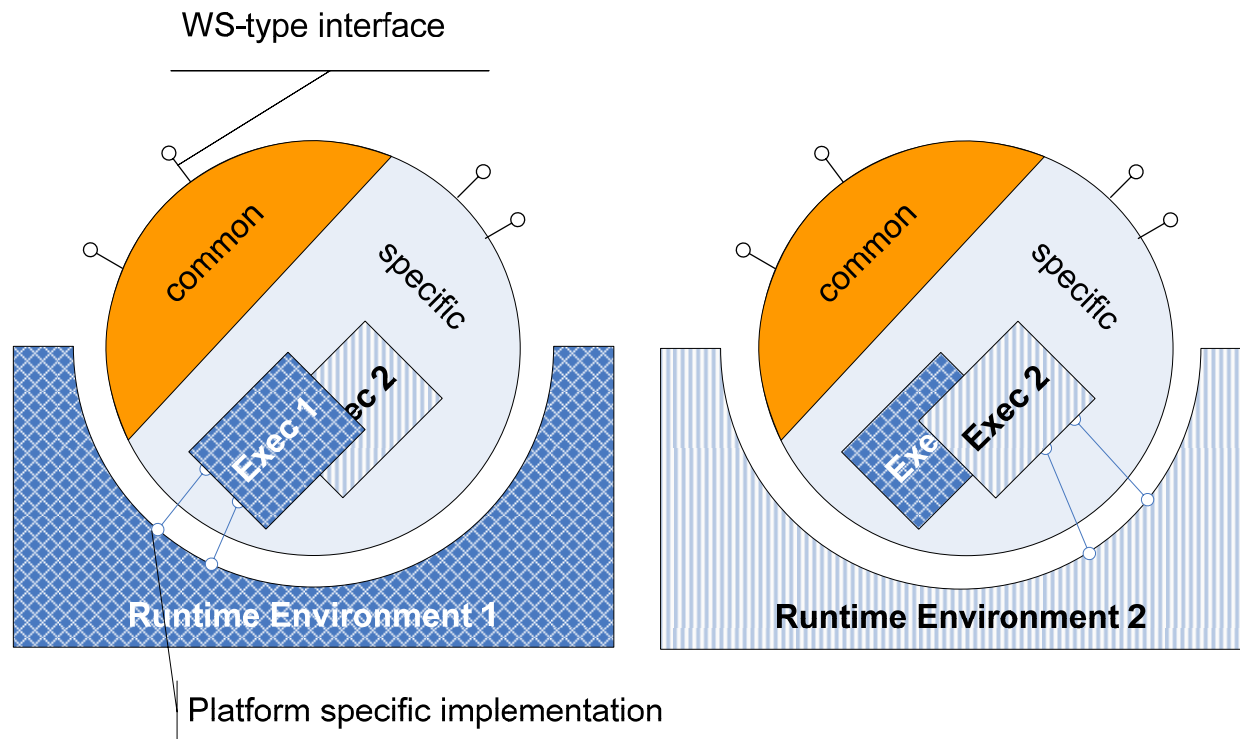 WS-type interface
common
specific
Exec 1
ec 2
Runtime Environment 1
Platform specific implementation
common
specific
Exe
Exec 2
Runtime Environment 2